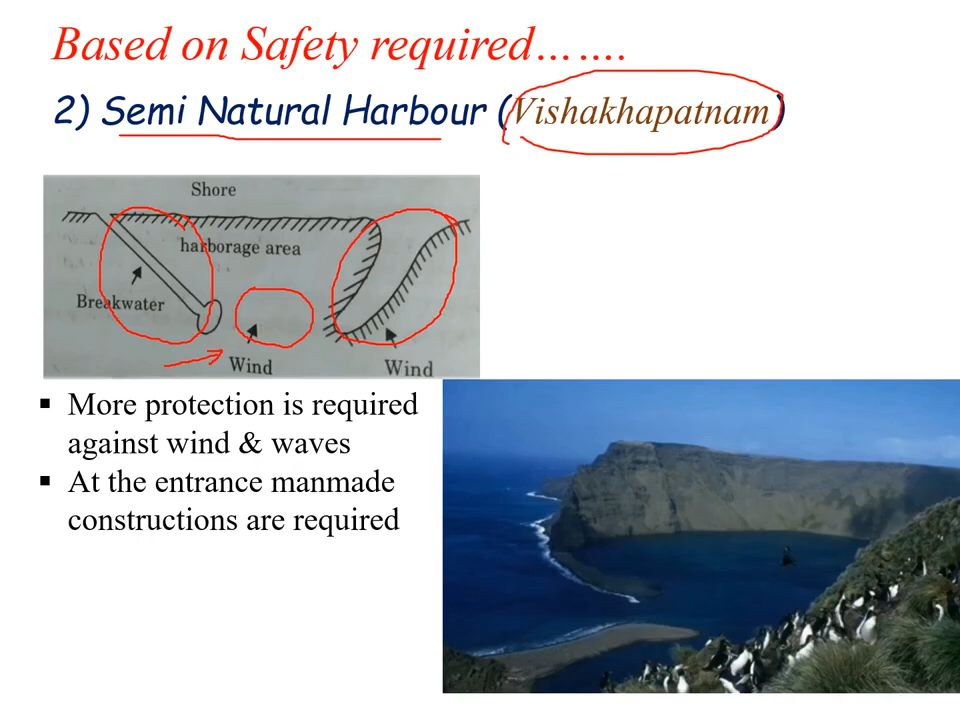 Based on Safety required…….
2) Semi Natural Harbour (Vishakhapatnam)
Shore
harborage area
Breakwater
Wind
Wind
▪ More protection is required
against wind & waves
▪ At the entrance manmade
constructions are required